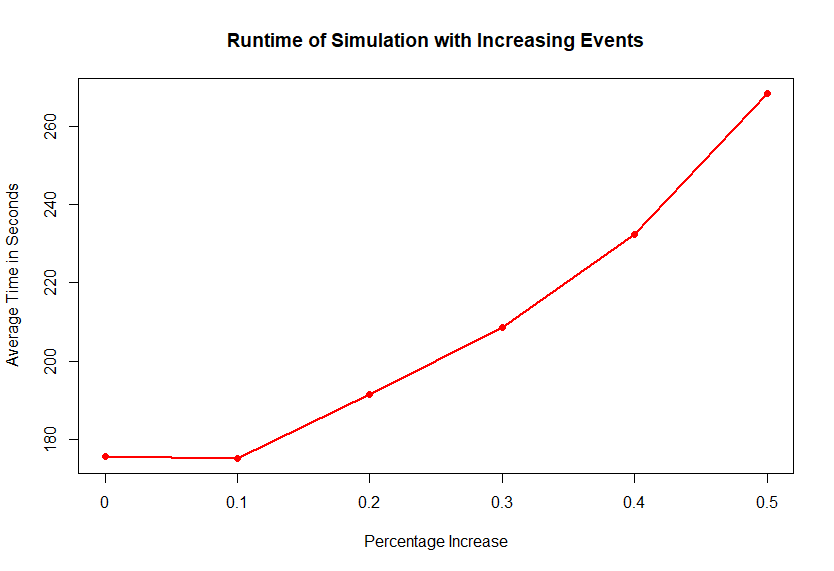 Runtime of Simulation with Increasing Events
Average Time in Seconds
260
240
220
200
180
0 0.1 0.2 0.3 0.4 0.5
Percentage Increase